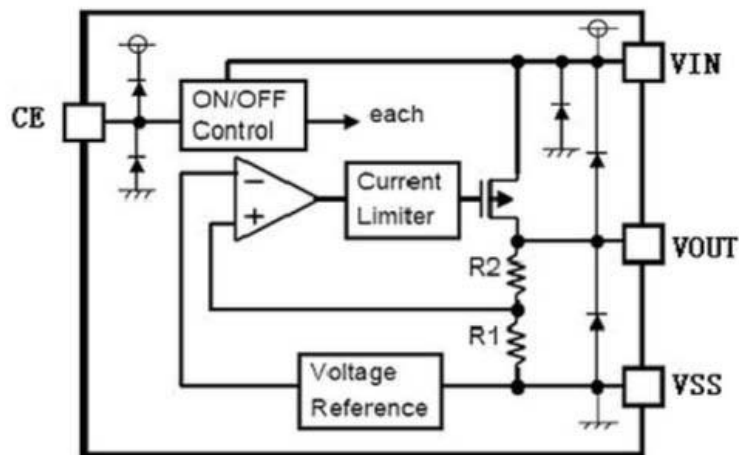 VIN
CE
ON/OFF
Control
each
−
+
Current
Limiter
VOUT
R2
R1
Voltage
Reference
VSS